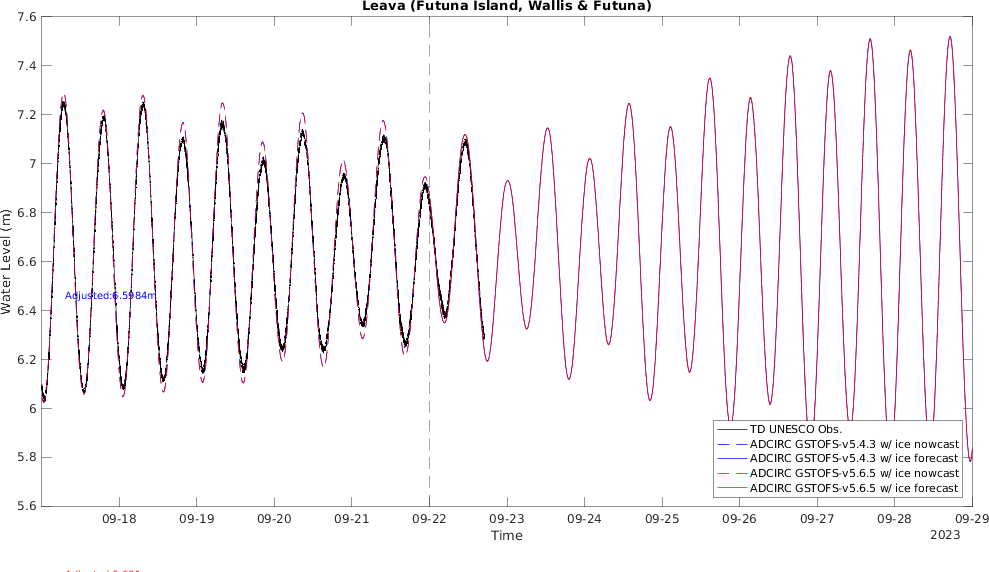 Leava (Futuna Island, Wallis & Futuna)
7.6
7.4
7.2
7
6.8
6.6
6.4
6.2
6
5.8
5.6
Water Level (m)
Adjusted:6.5984m
TD UNESCO Obs.
ADCIRC GSTOFS-v5.4.3 w/ ice nowcast
ADCIRC GSTOFS-v5.4.3 w/ ice forecast
ADCIRC GSTOFS-v5.6.5 w/ ice nowcast
ADCIRC GSTOFS-v5.6.5 w/ ice forecast
09-18 09-19 09-20 09-21 09-22 09-23 09-24 09-25 09-26 09-27 09-28 09-29
Time
2023